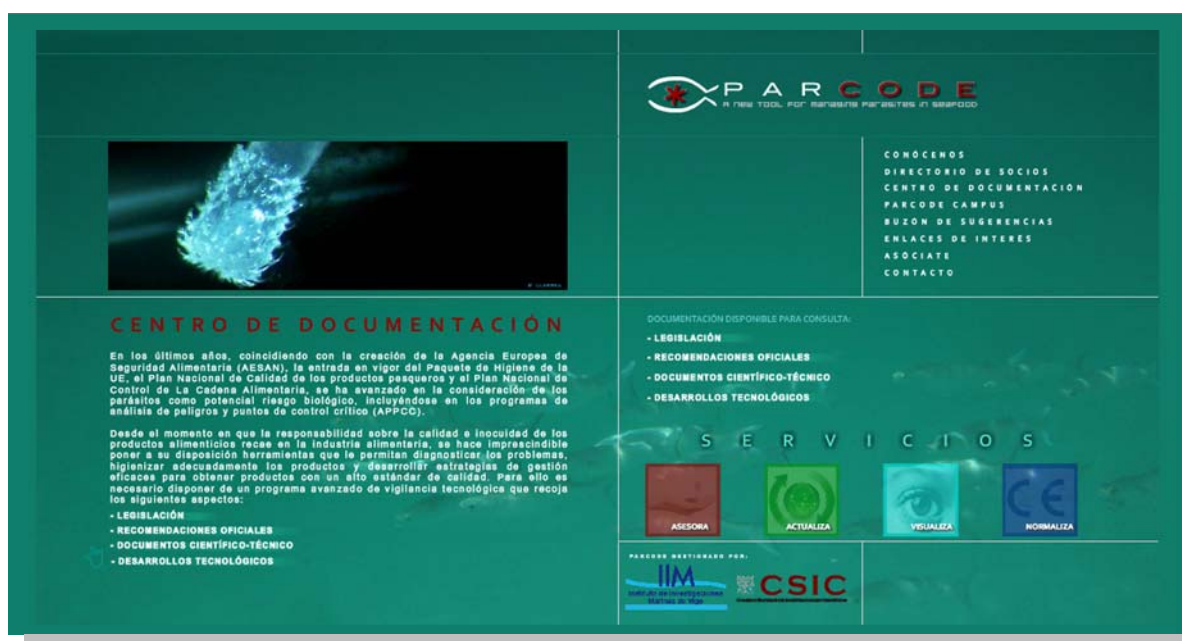 PARCODE
A new tool for managing parasites in seafood
CONÓCENOS
DIRECTORIO DE SOCIOS
CENTRO DE DOCUMENTACIÓN
PARCODE CAMPUS
BUZÓN DE SUGERENCIAS
ENLACES DE INTERÉS
ASÓCIATE
CONTACTO
CENTRO DE DOCUMENTACIÓN
En los últimos años, coincidiendo con la creación de la Agencia Europea de
Seguridad Alimentaria (AESAN), la entrada en vigor del Paquete de Higiene de la
UE, el Plan Nacional de Calidad de los productos pesqueros y el Plan Nacional de
Control de La Cadena Alimentaria, se ha avanzado en la consideración de los
parásitos como potencial riesgo biológico, incluyéndose en los programas de
análisis de peligros y puntos de control crítico (APPCC).
Desde el momento en que la responsabilidad sobre la calidad e inocuidad de los
productos alimenticios recae en la industria alimentaria, se hace imprescindible
poner a su disposición herramientas que le permitan diagnosticar los problemas,
higienizar adecuadamente los productos y desarrollar estrategias de gestión
eficaces para obtener productos con un alto estándar de calidad. Para ello es
necesario disponer de un programa avanzado de vigilancia tecnológica que recoja
los siguientes aspectos:
- LEGISLACIÓN
- RECOMENDACIONES OFICIALES
- DOCUMENTOS CIENTÍFICO-TÉCNICO
- DESARROLLOS TECNOLÓGICOS
DOCUMENTACIÓN DISPONIBLE PARA CONSULTA:
- LEGISLACIÓN
- RECOMENDACIONES OFICIALES
- DOCUMENTOS CIENTÍFICO-TÉCNICO
- DESARROLLOS TECNOLÓGICOS
SERVICIOS
ASESORA
ACTUALIZA
VISUALIZA
CE
NORMALIZA
PARCODE GESTIONADO POR:
IIM
Instituto de Investigaciones
Marinas de Vigo
CSIC